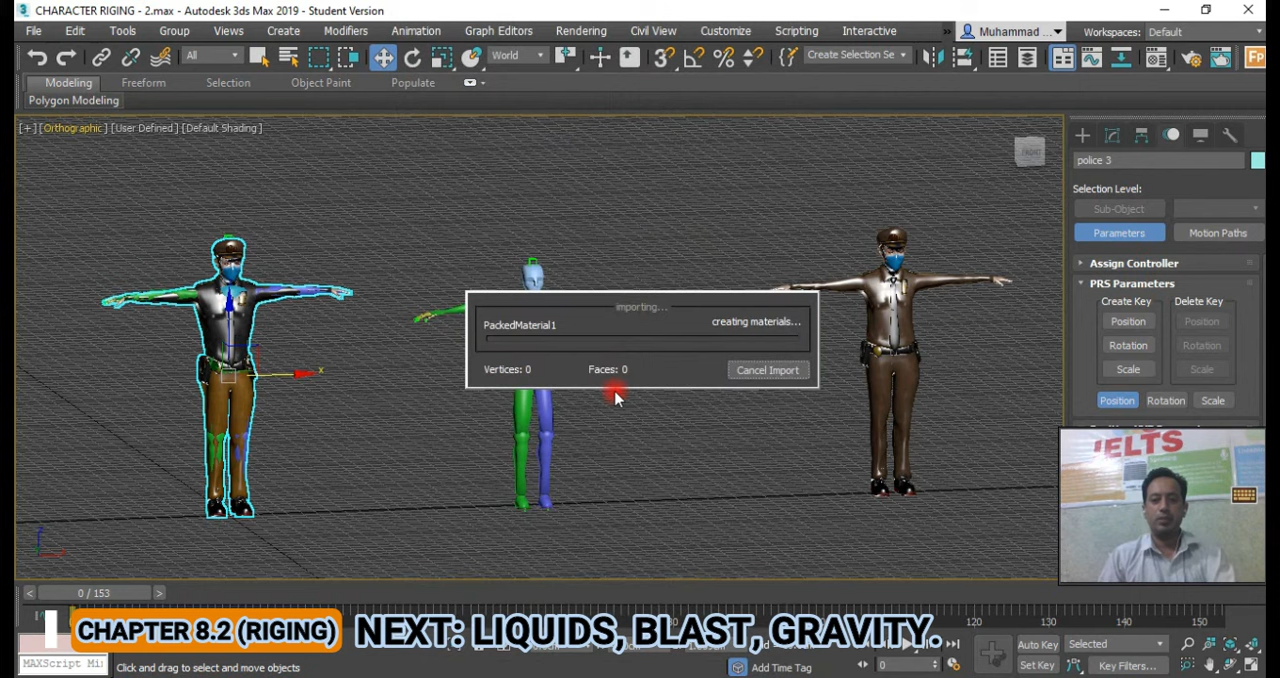 CHARACTER RIGING - 2.max - Autodesk 3ds Max 2019 - Student Version
File Edit Tools Group Views Create Modifiers Animation Graph Editors Rendering Civil View Customize Scripting Interactive Muhammad ... Workspaces: Default
All World Create Selection Se
Modeling Freeform Selection Object Paint Populate
Polygon Modeling
[+] [Orthographic] [User Defined] [Default Shading]
FRONT
police 3
Selection Level:
Sub-Object
Parameters Motion Paths
Assign Controller
PRS Parameters
Create Key Delete Key
Position Position
Rotation Rotation
Scale Scale
Position Rotation Scale
importing...
PackedMaterial1 creating materials...
Vertices: 0 Faces: 0 Cancel Import
x
IELTS
0 / 153
120 130 140 150
CHAPTER 8.2 (RIGING) NEXT: LIQUIDS, BLAST, GRAVITY.
Auto Key Selected
MAXScript Mi Click and drag to select and move objects
Add Time Tag 0 Set Key Key Filters...